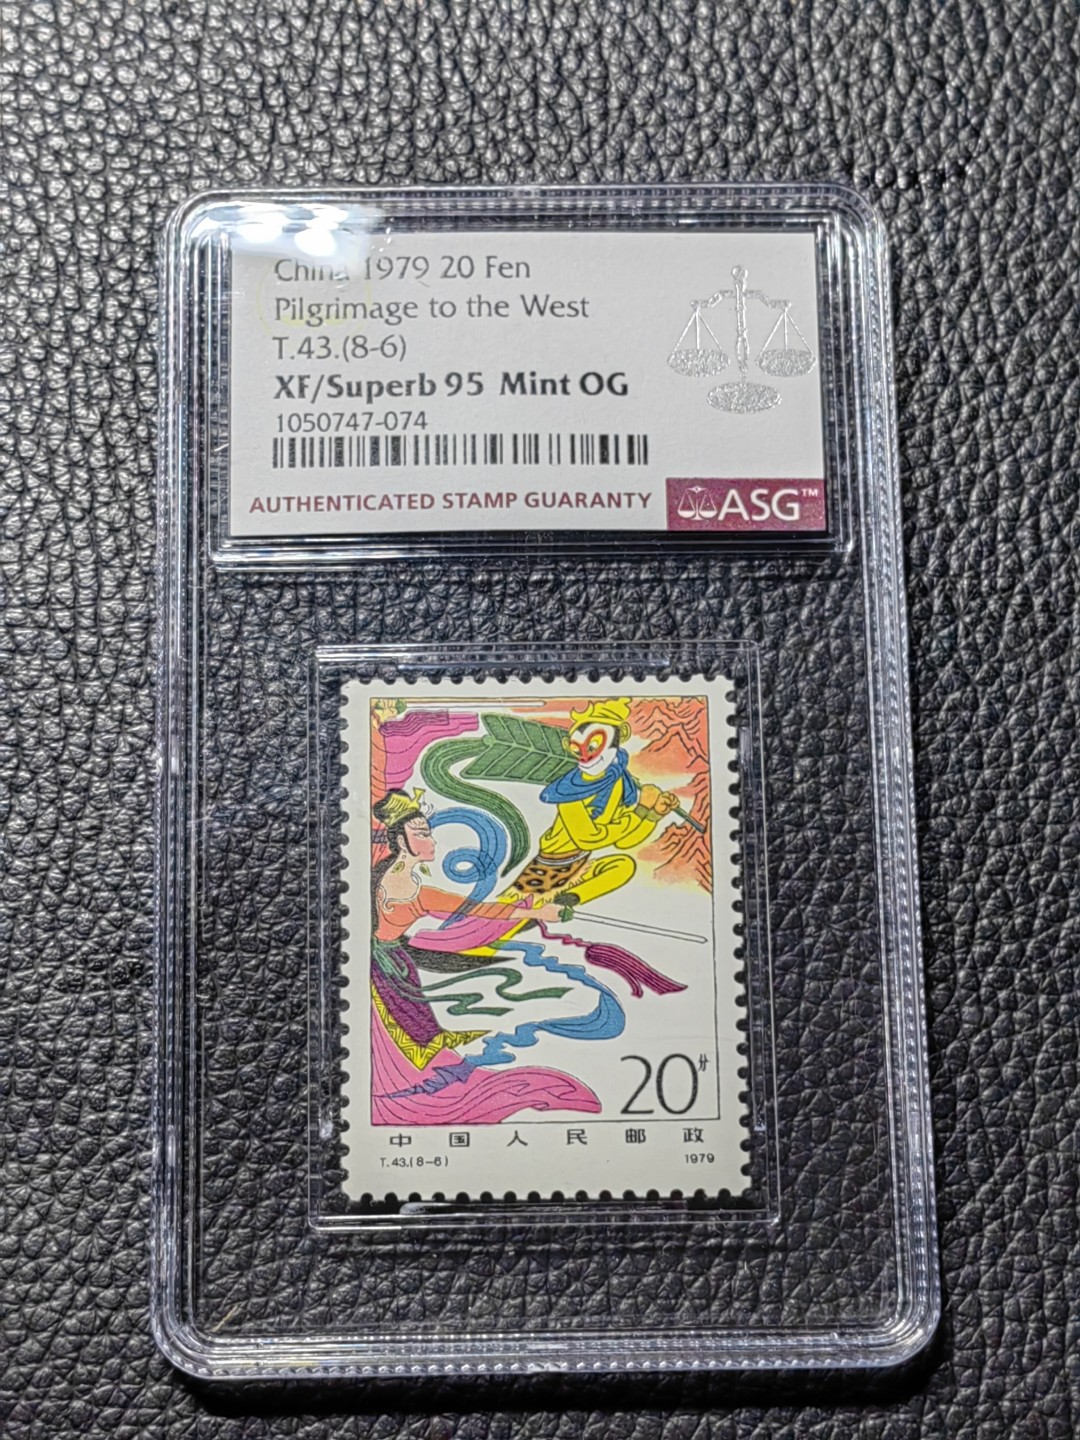 China 1979 20 Fen
Pilgrimage to the West
T.43.(8-6)
XF/Superb 95 Mint OG
1050747-074
AUTHENTICATED STAMP GUARANTY
ASG™
20分
中国人民邮政
T.43.(8-6) 1979